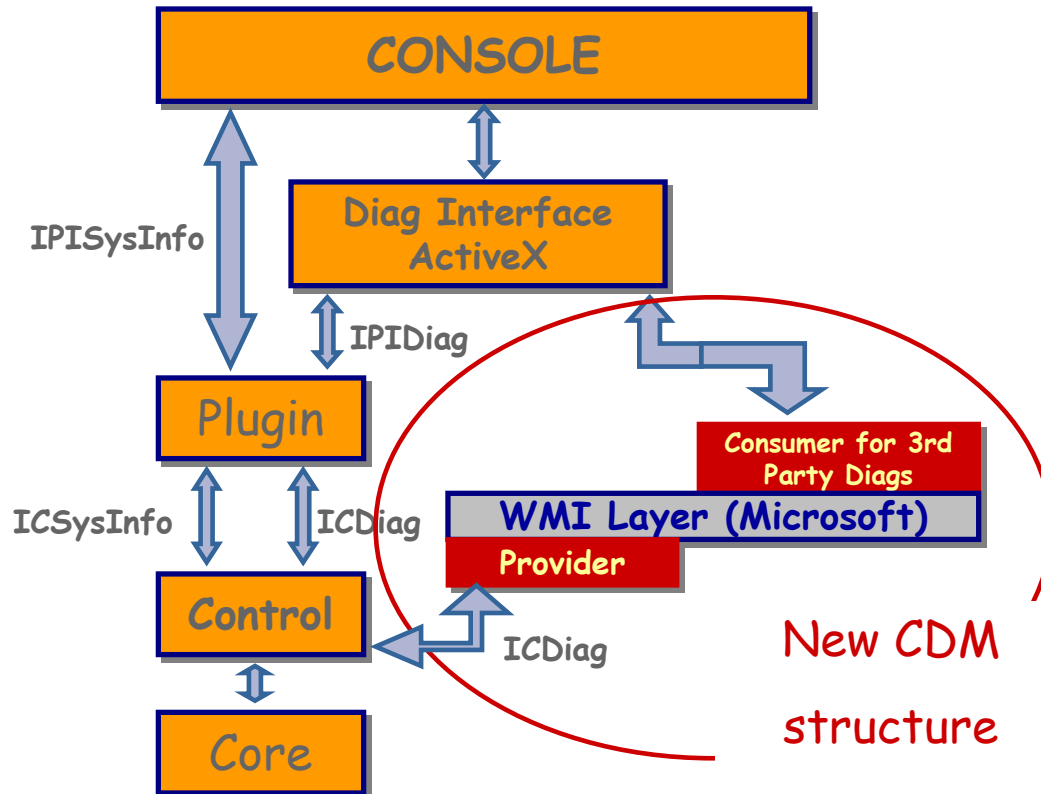 CONSOLE
Diag Interface
ActiveX
IPISysInfo
IPIDiag
Plugin
Consumer for 3rd
Party Diags
ICSysInfo
ICDiag
WMI Layer (Microsoft)
Provider
Control
ICDiag
New CDM
structure
Core